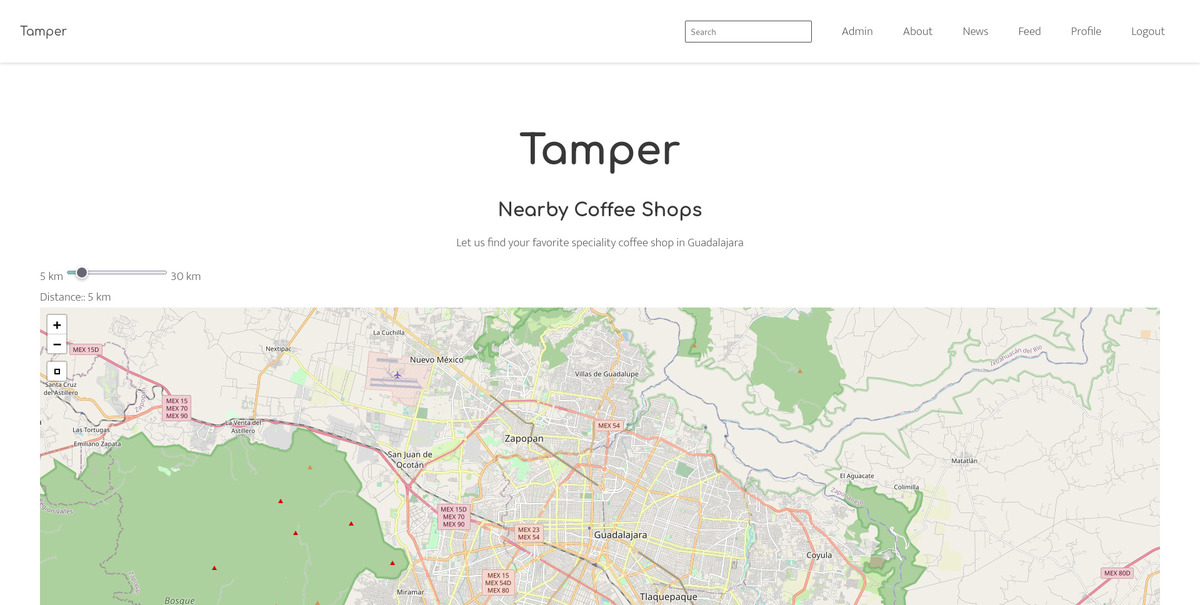 Tamper
Search
Admin
About
News
Feed
Profile
Logout
Tamper
Nearby Coffee Shops
Let us find your favorite speciality coffee shop in Guadalajara
5 km
30 km
Distance:: 5 km
+
−
La Cuchilla
MEX 15D
Nextipac
Nuevo México
Villas de Guadalupe
Santa Cruz
del Astillero
MEX 15
MEX 70
MEX 90
La Venta del
Astillero
Las Tortugas
Emiliano Zapata
MEX 54
Zapopan
San Juan de
Ocotán
Matatlán
El Aguacate
Colimilla
MEX 15D
MEX 70
MEX 90
MEX 23
MEX 54
Guadalajara
Coyula
MEX 80D
MEX 15
MEX 54D
MEX 80
Miramar
Tlaquepaque
Bosque